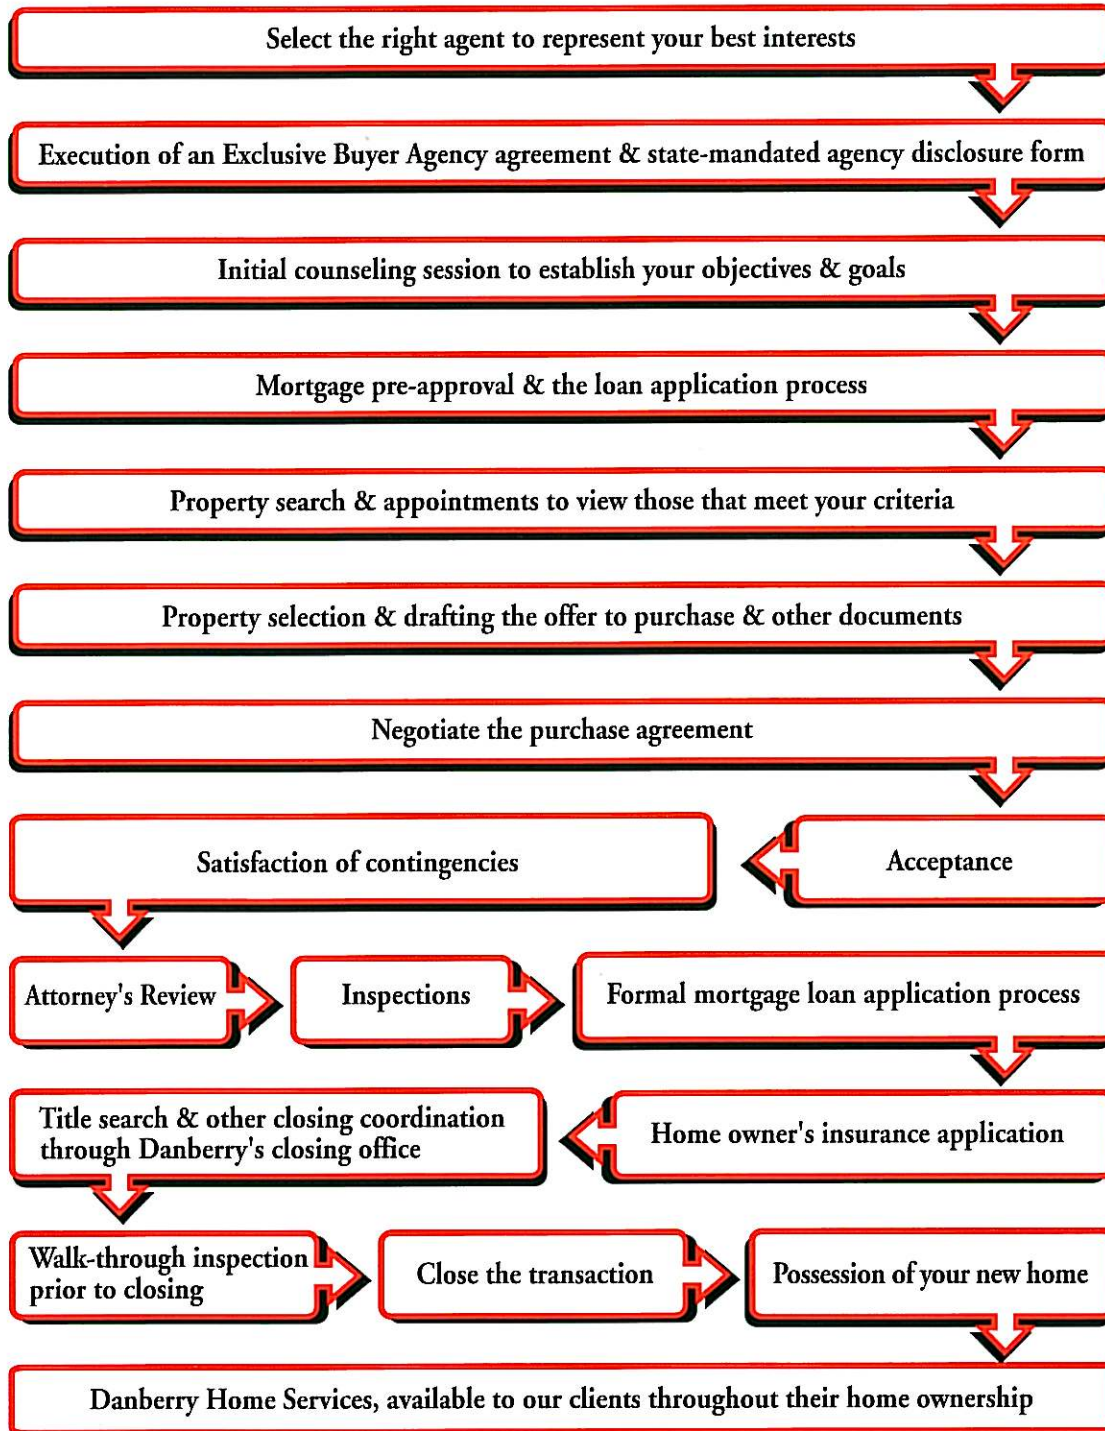 Select the right agent to represent your best interests
Execution of an Exclusive Buyer Agency agreement & state-mandated agency disclosure form
Initial counseling session to establish your objectives & goals
Mortgage pre-approval & the loan application process
Property search & appointments to view those that meet your criteria
Property selection & drafting the offer to purchase & other documents
Negotiate the purchase agreement
Acceptance
Satisfaction of contingencies
Attorney's Review
Inspections
Formal mortgage loan application process
Home owner's insurance application
Title search & other closing coordination
through Danberry's closing office
Walk-through inspection
prior to closing
Close the transaction
Possession of your new home
Danberry Home Services, available to our clients throughout their home ownership